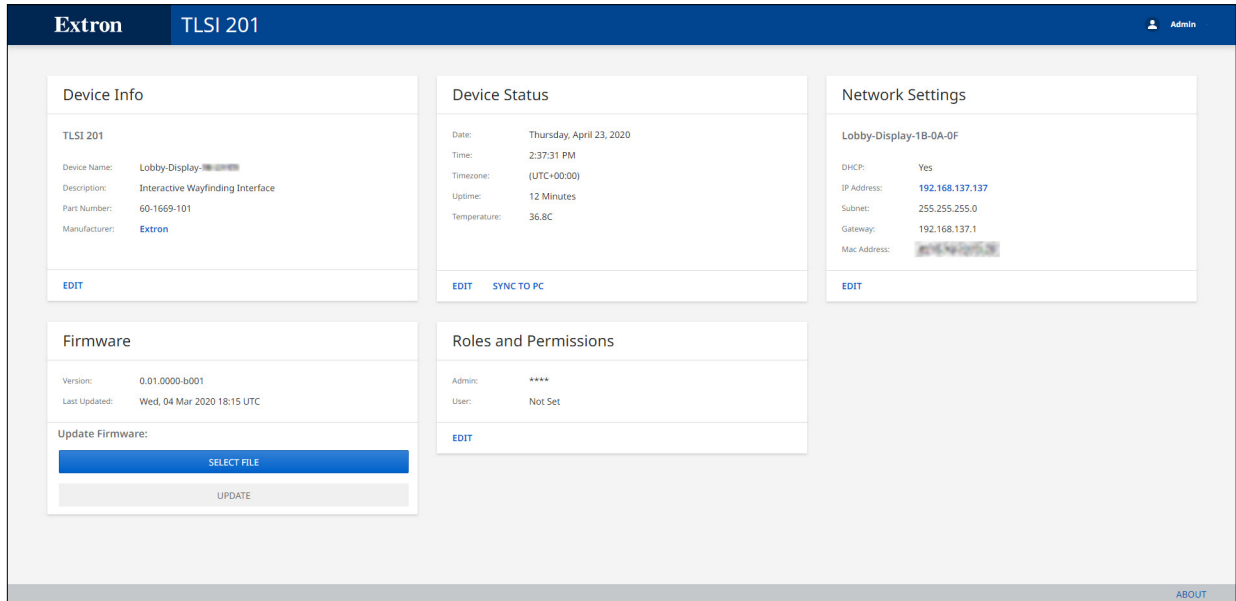 Extron
TLSI 201
Admin
Device Info
TLSI 201
Device Name: Lobby-Display-
Description: Interactive Wayfinding Interface
Part Number: 60-1669-101
Manufacturer: Extron
EDIT
Device Status
Date: Thursday, April 23, 2020
Time: 2:37:31 PM
Timezone: (UTC+00:00)
Uptime: 12 Minutes
Temperature: 36.8C
EDIT SYNC TO PC
Network Settings
Lobby-Display-1B-0A-0F
DHCP: Yes
IP Address: 192.168.137.137
Subnet: 255.255.255.0
Gateway: 192.168.137.1
Mac Address:
EDIT
Firmware
Version: 0.01.0000-b001
Last Updated: Wed, 04 Mar 2020 18:15 UTC
Update Firmware:
SELECT FILE
UPDATE
Roles and Permissions
Admin: ****
User: Not Set
EDIT
ABOUT